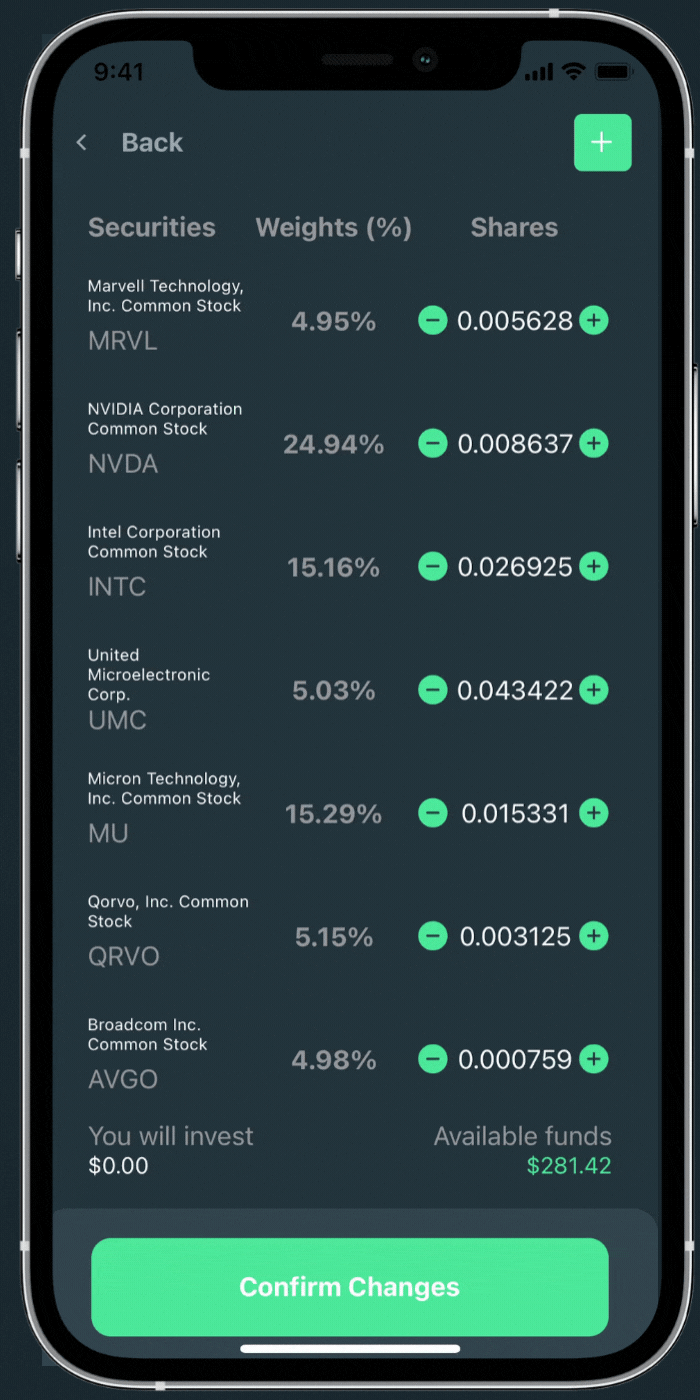 9:41
Back
Securities Weights (%) Shares
Marvell Technology,
Inc. Common Stock
MRVL
4.95% 0.005628
NVIDIA Corporation
Common Stock
NVDA
24.94% 0.008637
Intel Corporation
Common Stock
INTC
15.16% 0.026925
United
Microelectronic
Corp.
UMC
5.03% 0.043422
Micron Technology,
Inc. Common Stock
MU
15.29% 0.015331
Qorvo, Inc. Common
Stock
QRVO
5.15% 0.003125
Broadcom Inc.
Common Stock
AVGO
4.98% 0.000759
You will invest Available funds
$0.00 $281.42
Confirm Changes